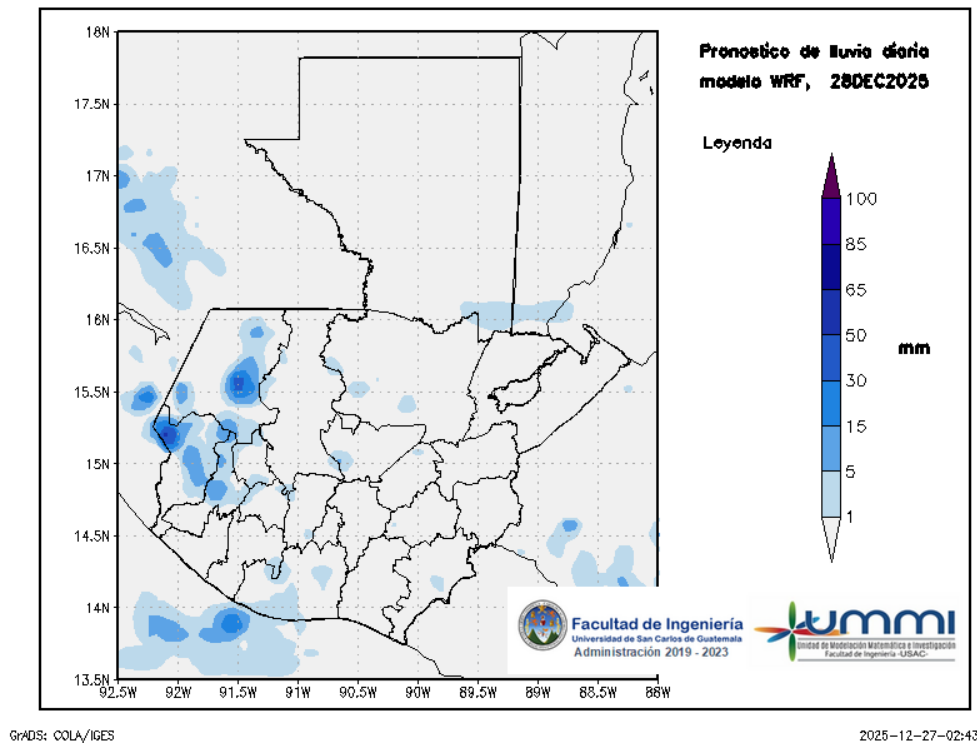 Pronostico de lluvia diaria
modelo WRF, 28DEC2025
Leyenda
100
85
65
50
30
15
5
1
mm
18N
17.5N
17N
16.5N
16N
15.5N
15N
14.5N
14N
13.5N
92.5W
92W
91.5W
91W
90.5W
90W
89.5W
89W
88.5W
88W
Facultad de Ingeniería
Universidad de San Carlos de Guatemala
Administración 2019 - 2023
ummi
Unidad de Modelación Matemática e Investigación
Facultad de Ingeniería -USAC-
GrADS: COLA/IGES
2025-12-27-02:43